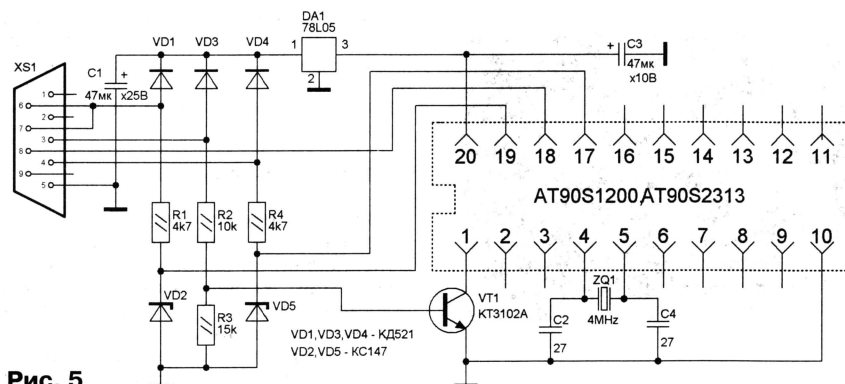 DA1
78L05
VD1 VD3 VD4
1 3
2
C3
+
47мк
х10В
XS1
C1 +
47мк х25В
1
6
2
7
3
8
4
9
5
20 19 18 17 16 15 14 13 12 11
AT90S1200,AT90S2313
1 2 3 4 5 6 7 8 9 10
R1
4k7
R2
10k
R4
4k7
VD2
R3
15k
VD5
VT1
КТ3102А
ZQ1
4MHz
C2
27
C4
27
VD1,VD3,VD4 - КД521
VD2,VD5 - КС147
Рис. 5